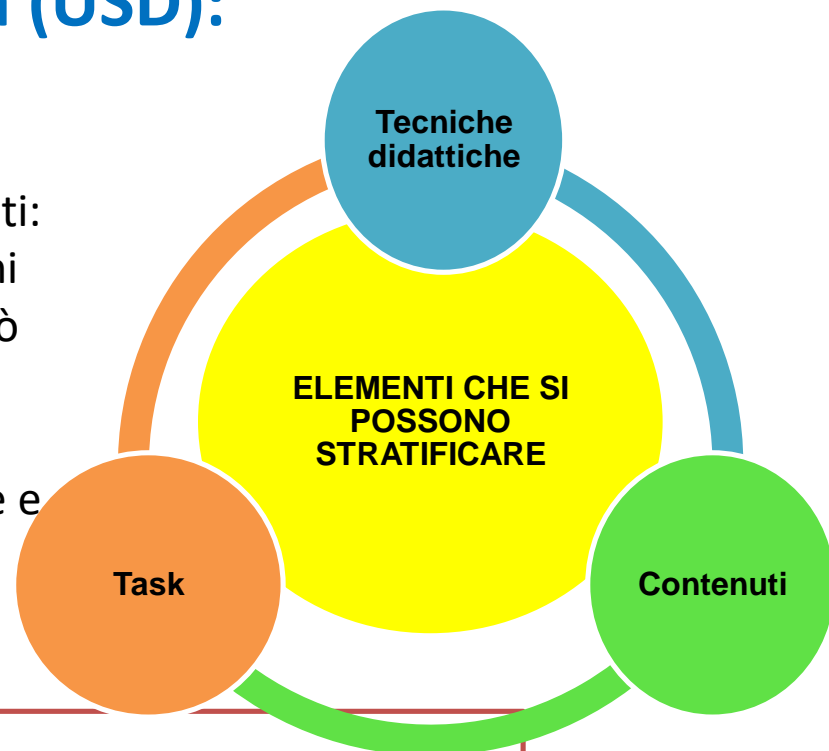 (USD):
Tecniche
didattiche
ti:
ni
ò
ELEMENTI CHE SI
POSSONO
STRATIFICARE
e e
Task
Contenuti